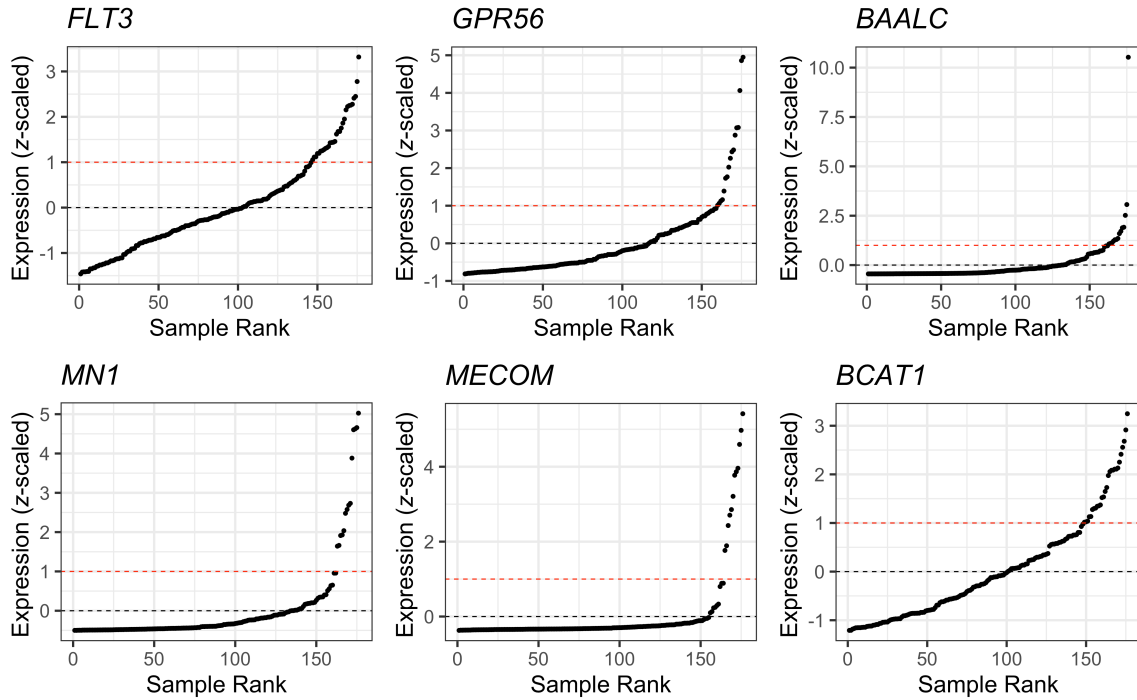 FLT3 GPR56 BAALC
Expression (z-scaled)
3
2
1
0
-1
0 50 100 150
Sample Rank
Expression (z-scaled)
5
4
3
2
1
0
-1
0 50 100 150
Sample Rank
Expression (z-scaled)
10.0
7.5
5.0
2.5
0.0
0 50 100 150
Sample Rank
MN1 MECOM BCAT1
Expression (z-scaled)
5
4
3
2
1
0
0 50 100 150
Sample Rank
Expression (z-scaled)
4
2
0
0 50 100 150
Sample Rank
Expression (z-scaled)
3
2
1
0
-1
0 50 100 150
Sample Rank